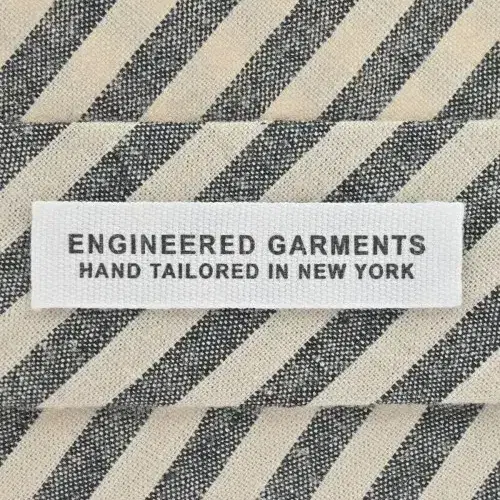 ENGINEERED GARMENTS
HAND TAILORED IN NEW YORK